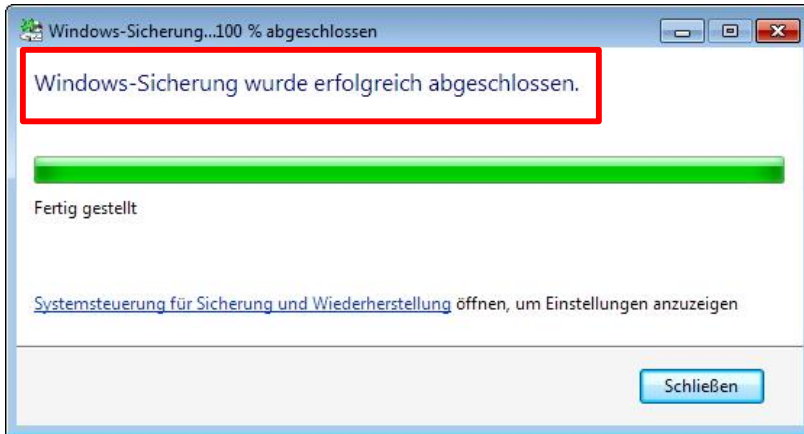 Windows-Sicherung...100 % abgeschlossen
Windows-Sicherung wurde erfolgreich abgeschlossen.
Fertig gestellt
Systemsteuerung für Sicherung und Wiederherstellung öffnen, um Einstellungen anzuzeigen
Schließen